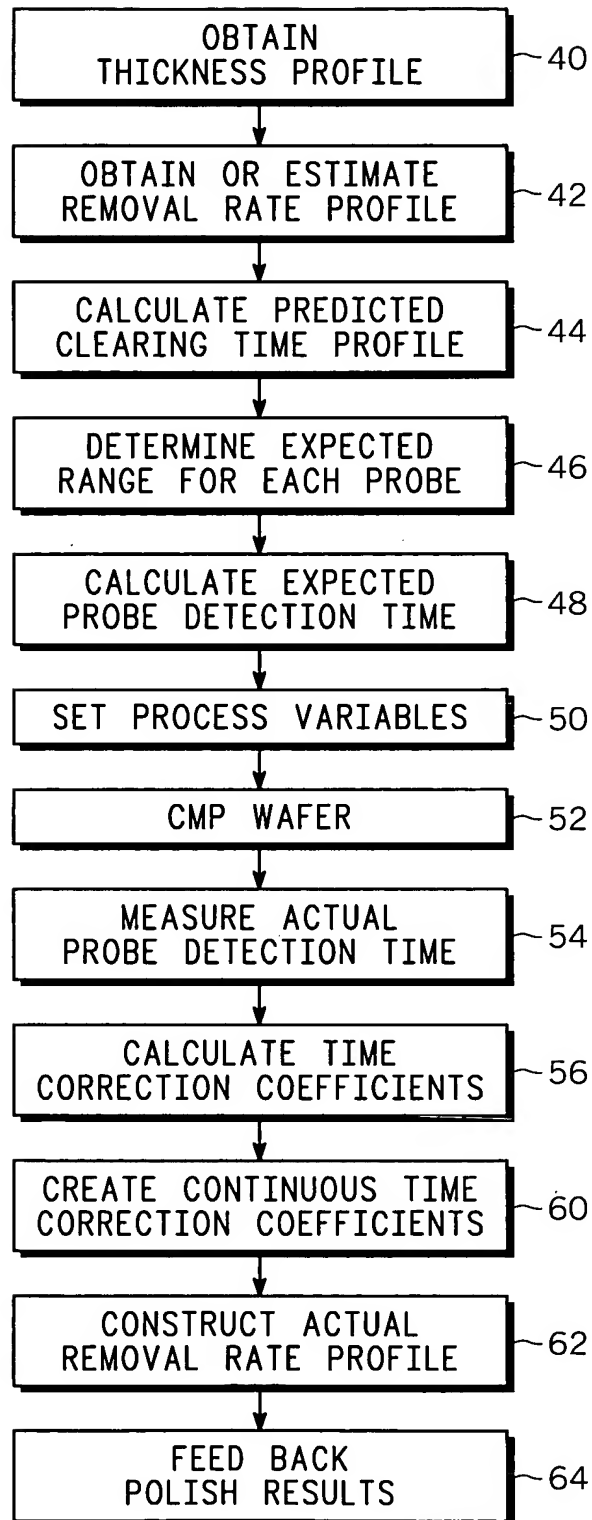 OBTAIN
THICKNESS PROFILE
40
OBTAIN OR ESTIMATE
REMOVAL RATE PROFILE
42
CALCULATE PREDICTED
CLEARING TIME PROFILE
44
DETERMINE EXPECTED
RANGE FOR EACH PROBE
46
CALCULATE EXPECTED
PROBE DETECTION TIME
48
SET PROCESS VARIABLES
50
CMP WAFER
52
MEASURE ACTUAL
PROBE DETECTION TIME
54
CALCULATE TIME
CORRECTION COEFFICIENTS
56
CREATE CONTINUOUS TIME
CORRECTION COEFFICIENTS
60
CONSTRUCT ACTUAL
REMOVAL RATE PROFILE
62
FEED BACK
POLISH RESULTS
64